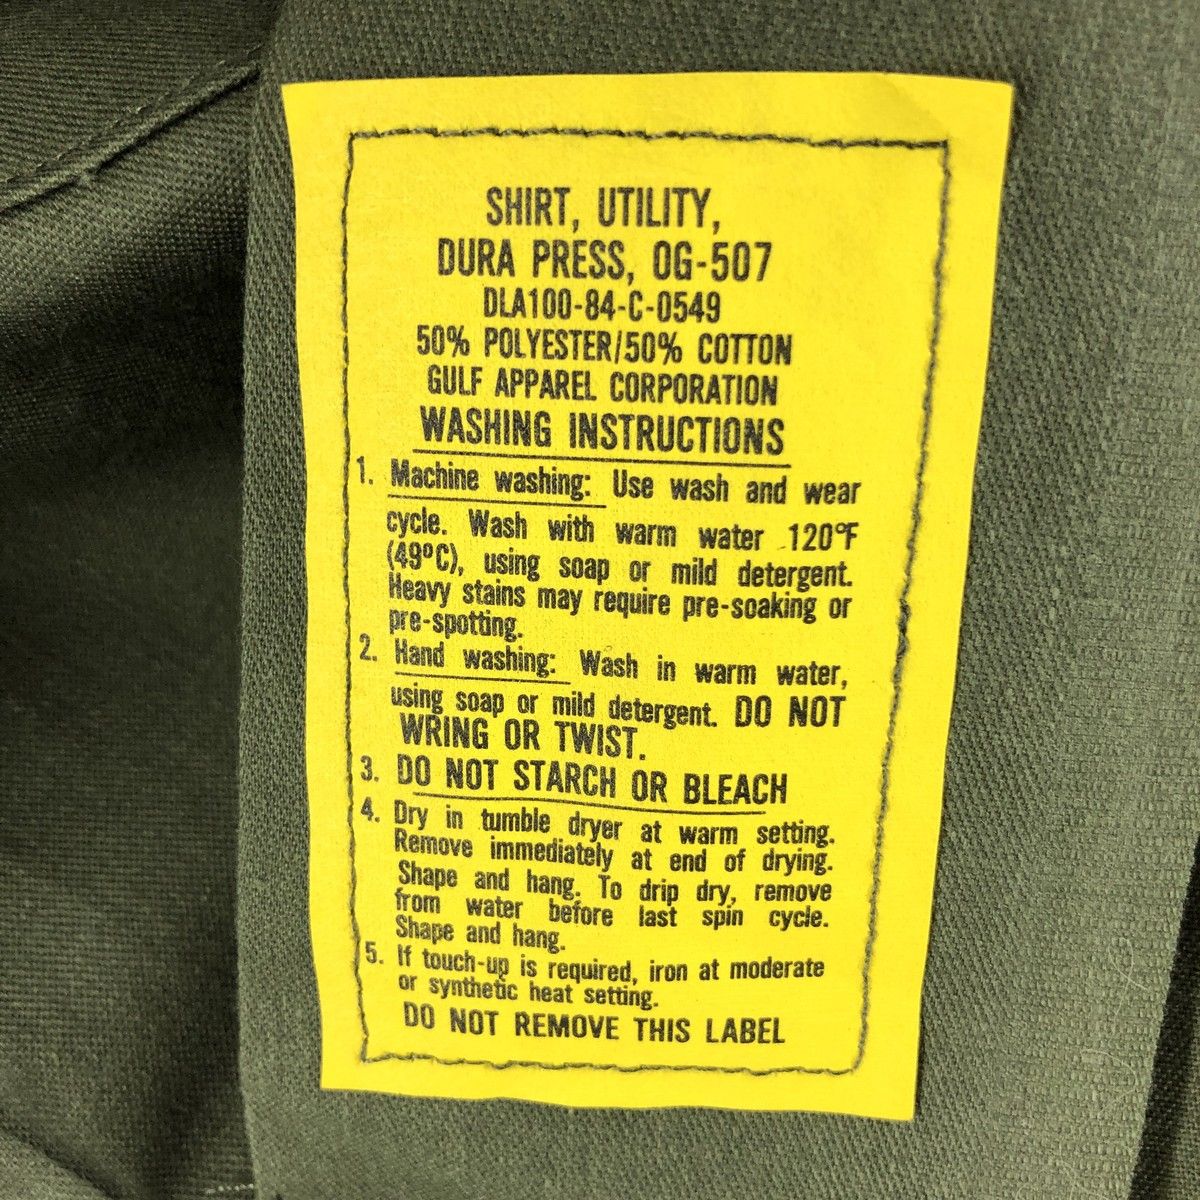 SHIRT, UTILITY,
DURA PRESS, OG-507
DLA100-84-C-0549
50% POLYESTER/50% COTTON
GULF APPAREL CORPORATION
WASHING INSTRUCTIONS
1. Machine washing: Use wash and wear
cycle. Wash with warm water 120°F
(49°C), using soap or mild detergent.
Heavy stains may require pre-soaking or
pre-spotting.
2. Hand washing: Wash in warm water,
using soap or mild detergent. DO NOT
WRING OR TWIST.
3. DO NOT STARCH OR BLEACH
4. Dry in tumble dryer at warm setting.
Remove immediately at end of drying.
Shape and hang. To drip dry, remove
from water before last spin cycle.
Shape and hang.
5. If touch-up is required, iron at moderate
or synthetic heat setting.
DO NOT REMOVE THIS LABEL